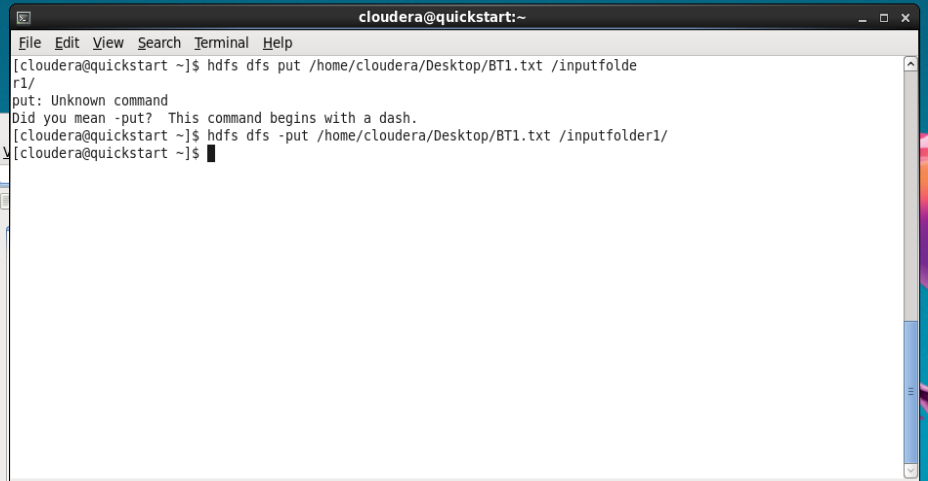 cloudera@quickstart:~
File Edit View Search Terminal Help
[cloudera@quickstart ~]$ hdfs dfs put /home/cloudera/Desktop/BT1.txt /inputfolde
r1/
put: Unknown command
Did you mean -put?  This command begins with a dash.
[cloudera@quickstart ~]$ hdfs dfs -put /home/cloudera/Desktop/BT1.txt /inputfolder1/
[cloudera@quickstart ~]$